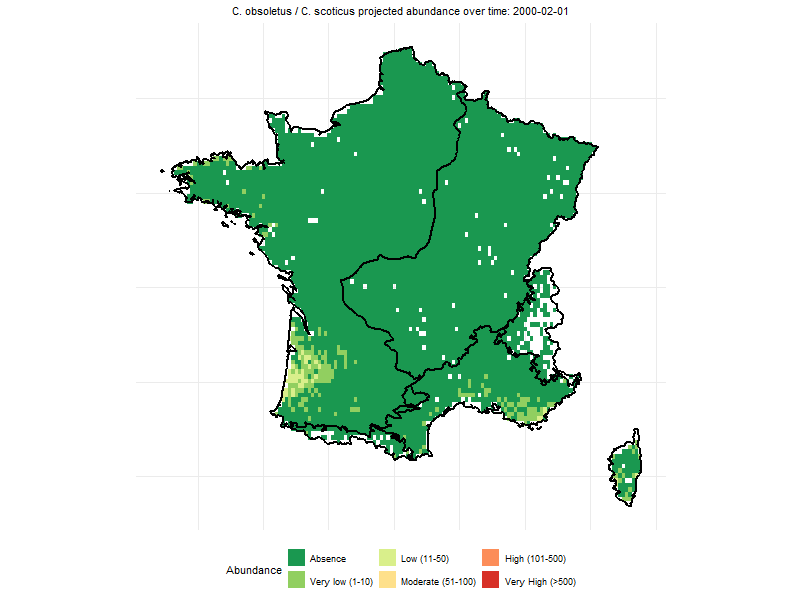 C. obsoletus / C. scoticus projected abundance over time: 2000-02-01
Abundance
Absence
Low (11-50)
High (101-500)
Very low (1-10)
Moderate (51-100)
Very High (>500)